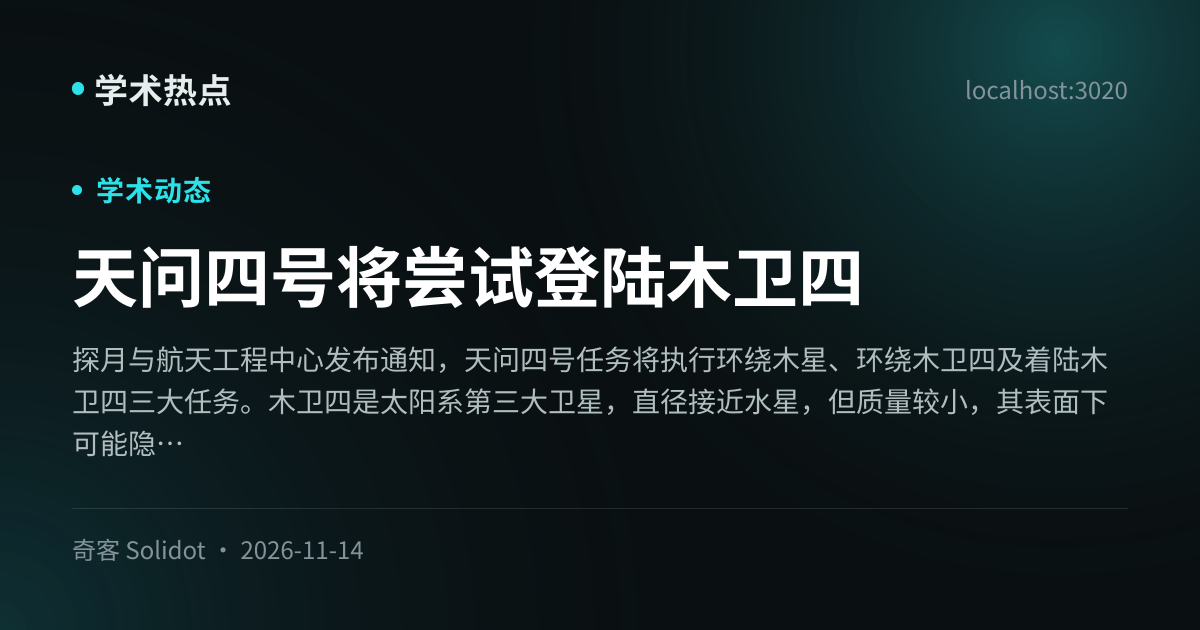 学术热点
localhost:3020
学术动态
天问四号将尝试登陆木卫四
探月与航天工程中心发布通知，天问四号任务将执行环绕木星、环绕木卫四及着陆木
卫四三大任务。木卫四是太阳系第三大卫星，直径接近水星，但质量较小，其表面下
可能隐…
奇客 Solidot · 2026-11-14